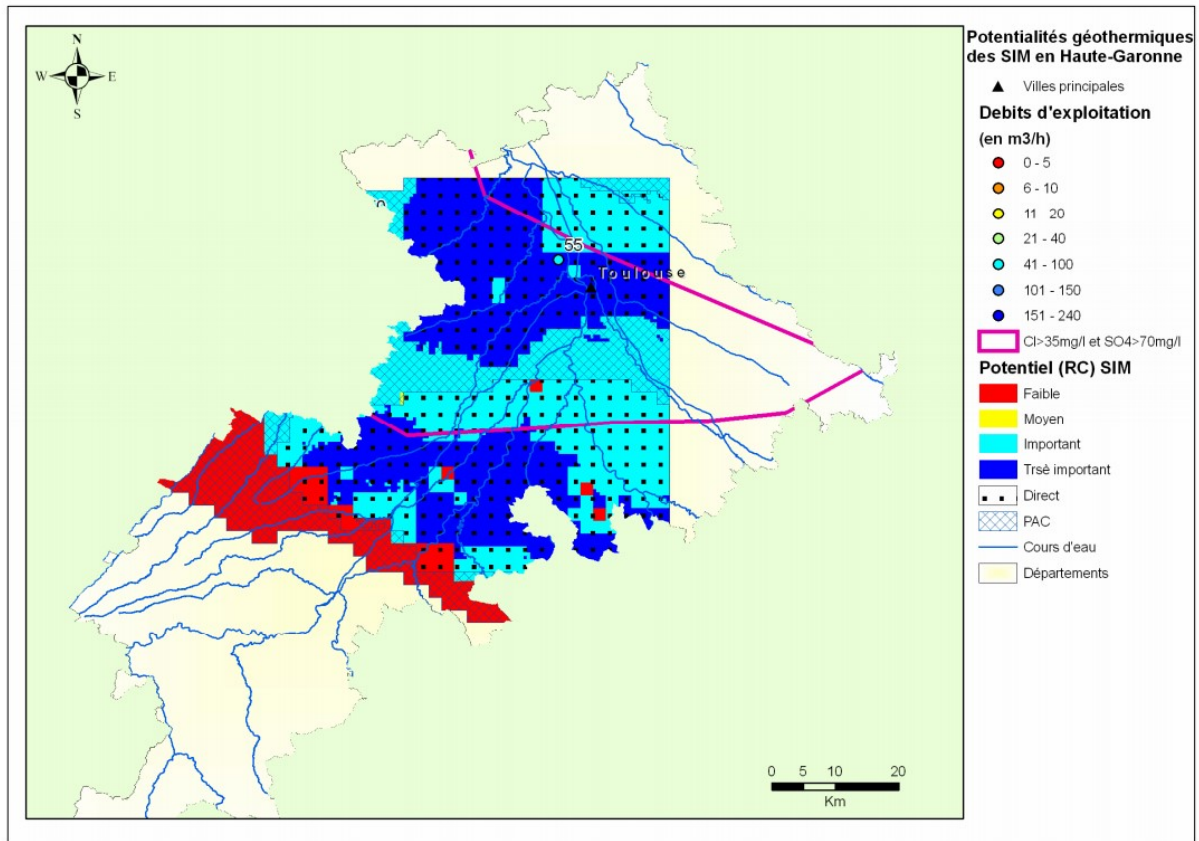 N
W
E
S
55
Toulouse
0 5 10 20
Km
Potentialités géothermiques
des SIM en Haute-Garonne
Villes principales
Debits d'exploitation
(en m3/h)
0 - 5
6 - 10
11 20
21 - 40
41 - 100
101 - 150
151 - 240
Cl>35mg/l et SO4>70mg/l
Potentiel (RC) SIM
Faible
Moyen
Important
Trsè important
Direct
PAC
Cours d'eau
Départements